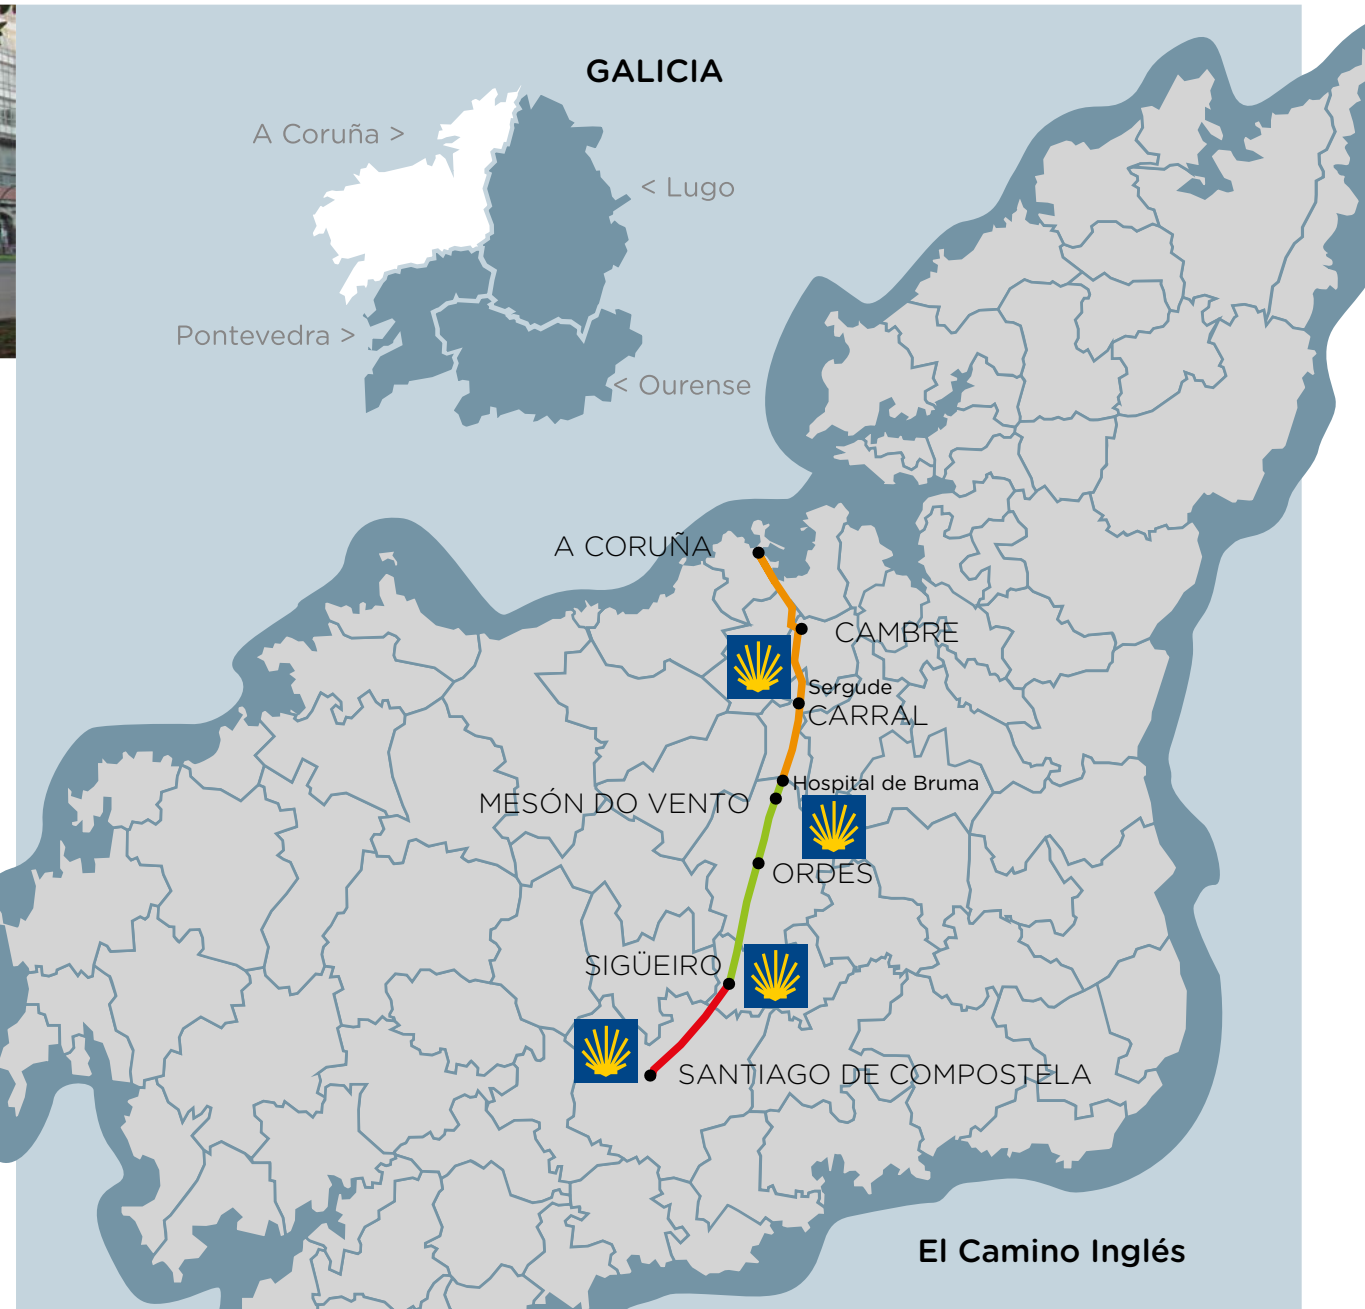 GALICIA
A Coruña >
< Lugo
Pontevedra >
< Ourense
A CORUÑA
CAMBRE
Sergude
CARRAL
Hospital de Bruma
MESÓN DO VENTO
ORDES
SIGÜEIRO
SANTIAGO DE COMPOSTELA
El Camino Inglés